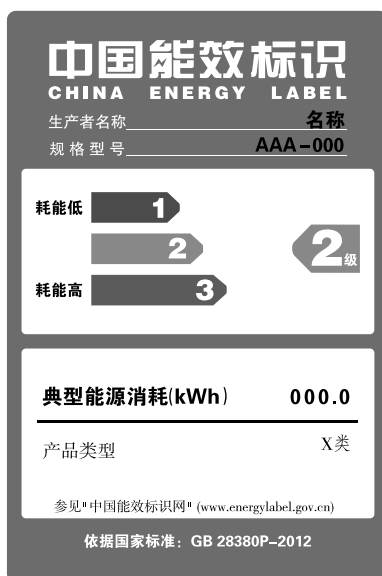 中国能效标识
CHINA ENERGY LABEL
生产者名称 名称
规格型号 AAA-000
耗能低 1
2
2级
耗能高 3
典型能源消耗(kWh) 000.0
产品类型 X类
参见"中国能效标识网"(www.energylabel.gov.cn)
依据国家标准：GB 28380P-2012